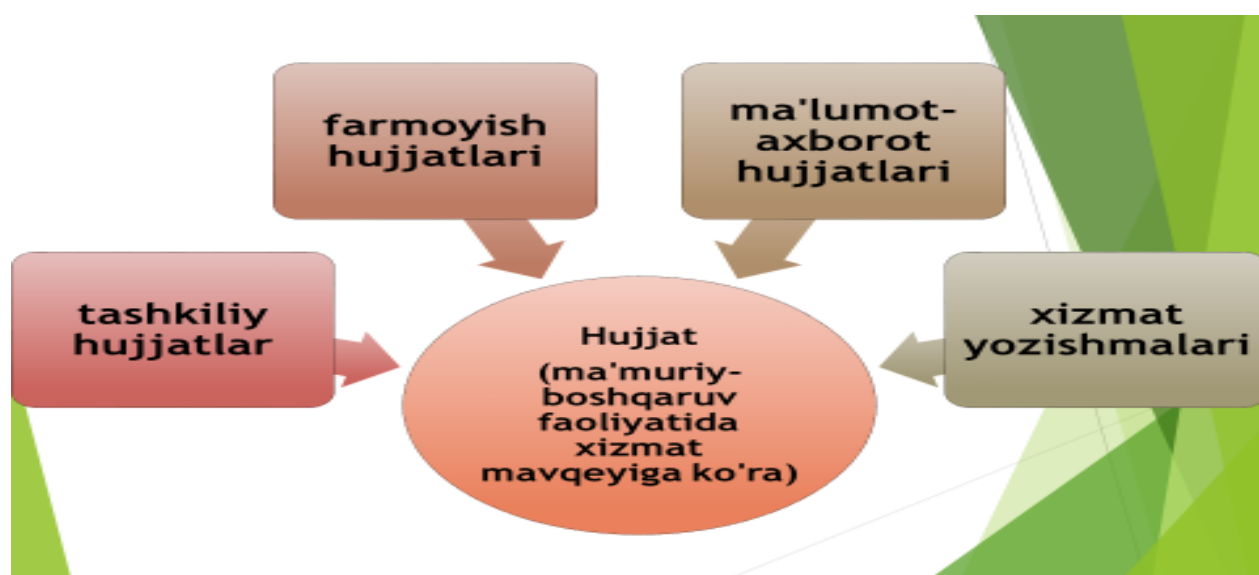 farmoyish
hujjatlari
ma'lumot-
axborot
hujjatlari
tashkiliy
hujjatlar
xizmat
yozishmalari
Hujjat
(ma'muriy-
boshqaruv
faoliyatida
xizmat
mavqeyiga ko'ra)